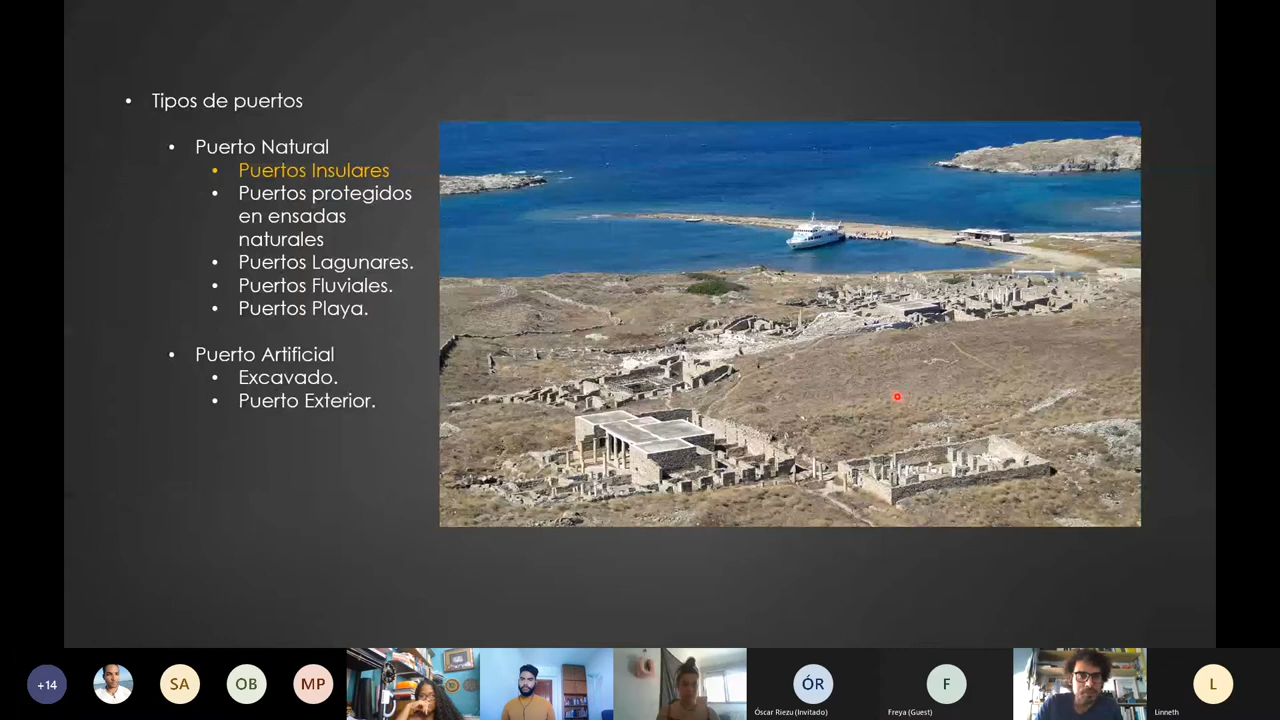 Tipos de puertos
Puerto Natural
Puertos Insulares
Puertos protegidos
en ensadas
naturales
Puertos Lagunares.
Puertos Fluviales.
Puertos Playa.
Puerto Artificial
Excavado.
Puerto Exterior.
+14
SA
OB
MP
ÓR
Óscar Riezu (Invitado)
F
Freya (Guest)
L
Linneth